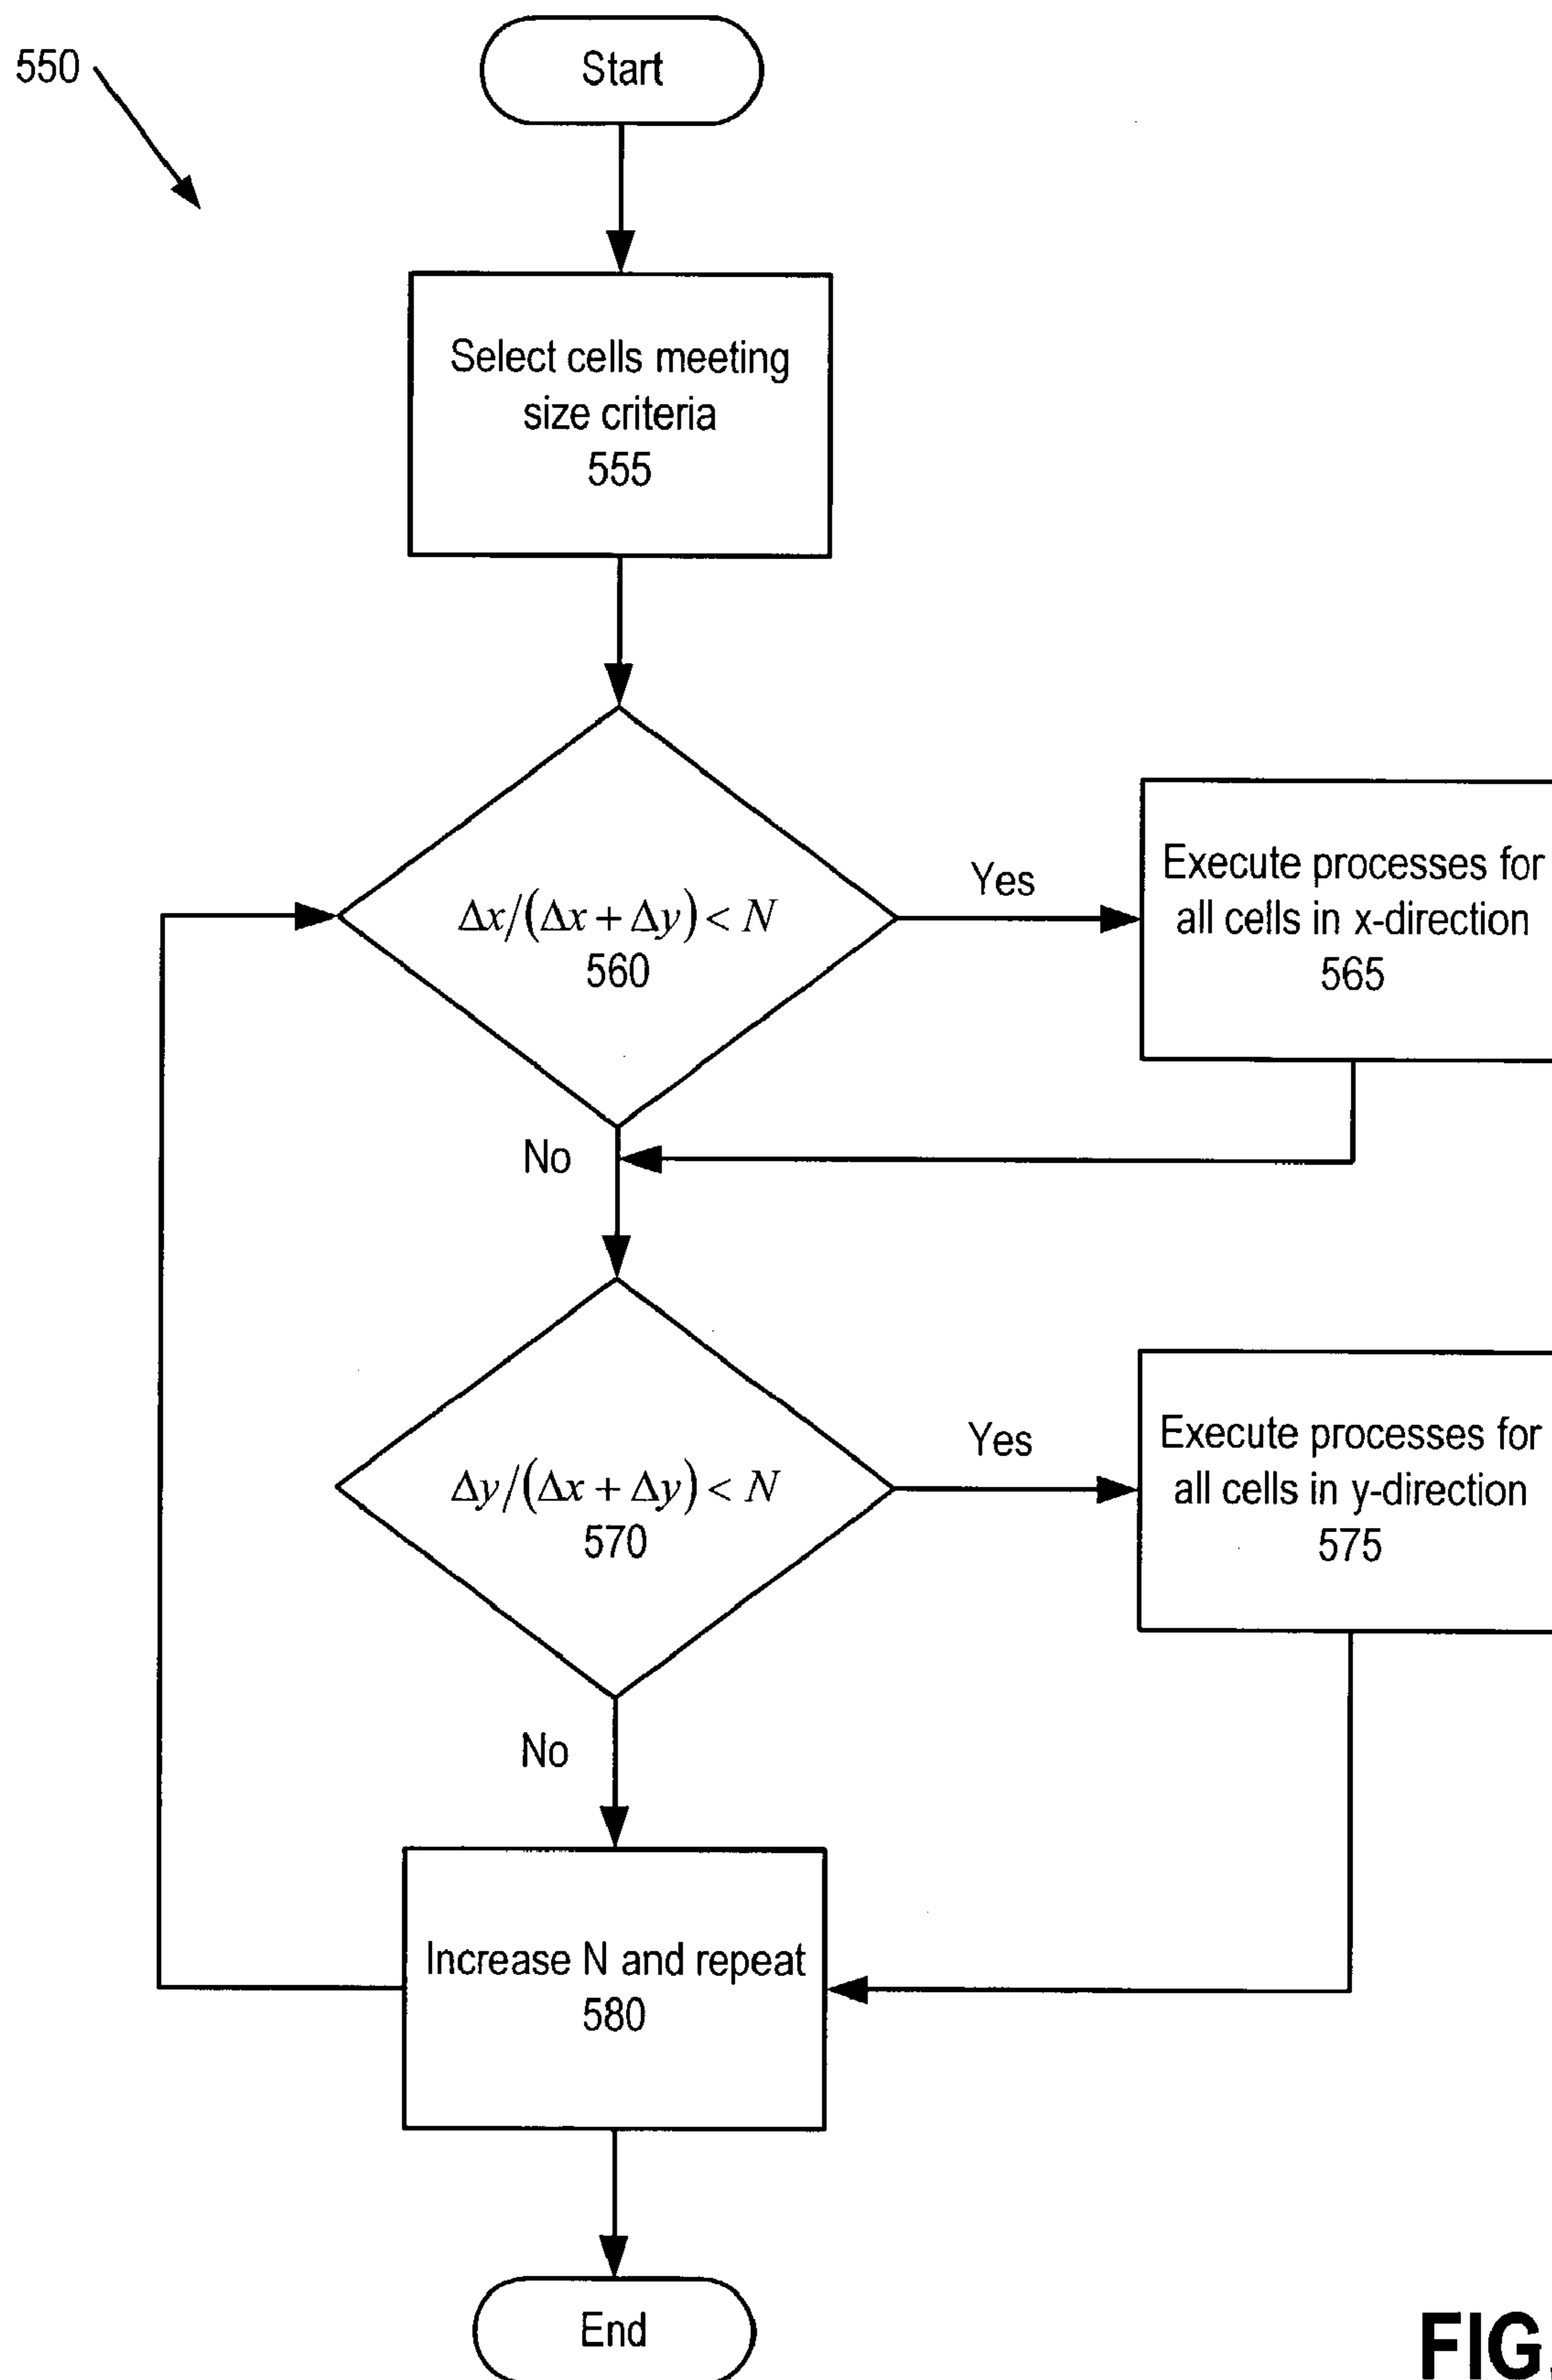 550
Start
Select cells meeting
size criteria
555
Δx/(Δx + Δy) < N
560
Yes
Execute processes for
all cells in x-direction
565
No
Δy/(Δx + Δy) < N
570
Yes
Execute processes for
all cells in y-direction
575
No
Increase N and repeat
580
End
FIG.